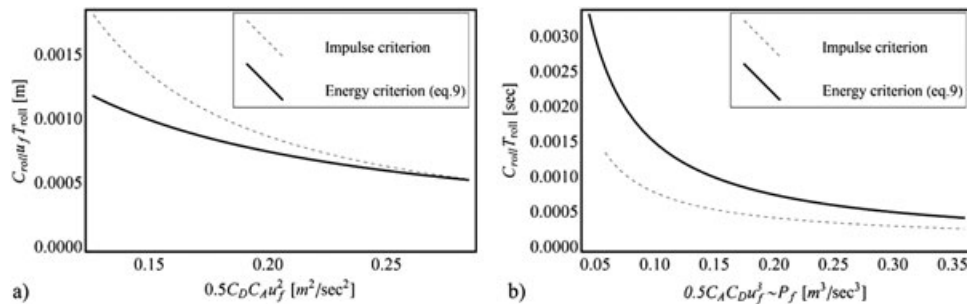 0.0015
0.0010
0.0005
0.0000
C_roll u_f T_roll [m]
Impulse criterion
Energy criterion (eq.9)
0.15 0.20 0.25
0.5C_D C_A u_f^2 [m^2/sec^2]
a)
0.0030
0.0025
0.0020
0.0015
0.0010
0.0005
0.0000
C_roll T_roll [sec]
Impulse criterion
Energy criterion (eq.9)
0.05 0.10 0.15 0.20 0.25 0.30 0.35
0.5C_A C_D u_f^3 ~P_f [m^3/sec^3]
b)